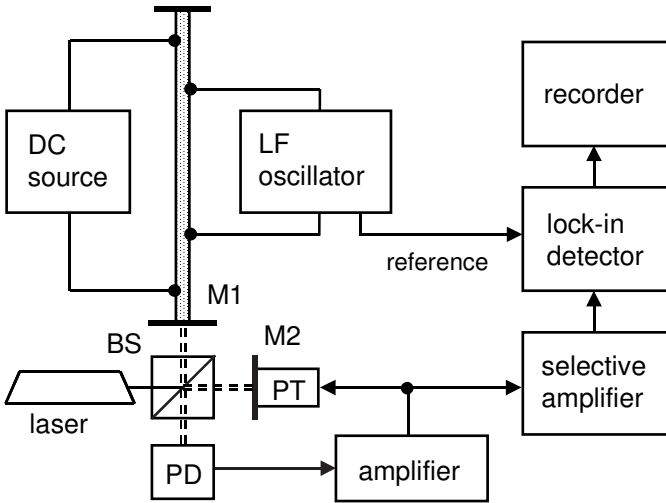 DC
source
LF
oscillator
recorder
lock-in
detector
reference
M1
M2
BS
PT
selective
amplifier
laser
PD
amplifier